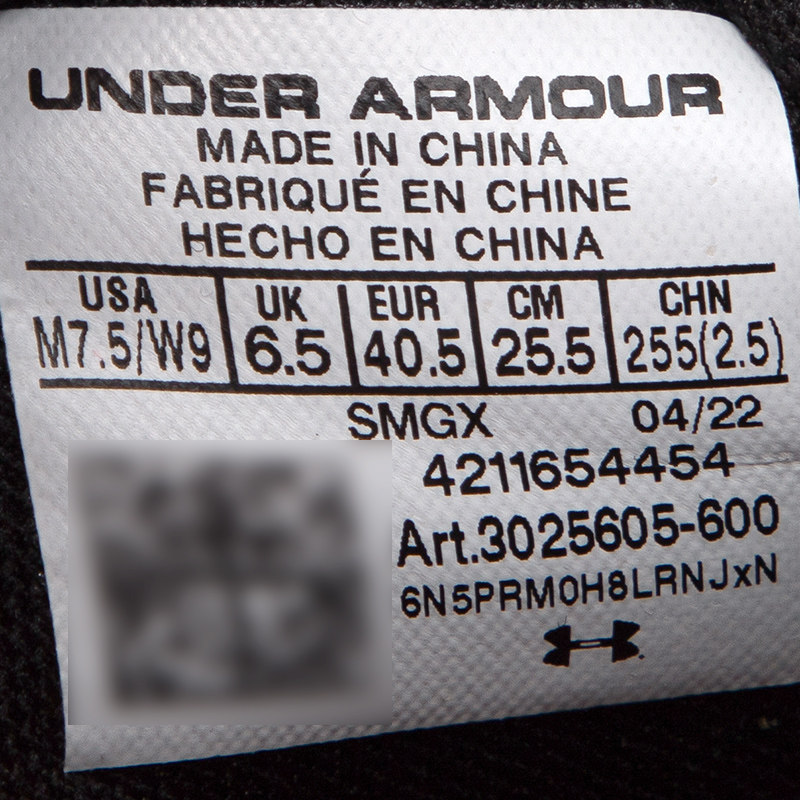 UNDER ARMOUR
MADE IN CHINA
FABRIQUÉ EN CHINE
HECHO EN CHINA
USA UK EUR CM CHN
M7.5/W9 6.5 40.5 25.5 255(2.5)
SMGX 04/22
4211654454
Art.3025605-600
6N5PRM0H8LRNJxN